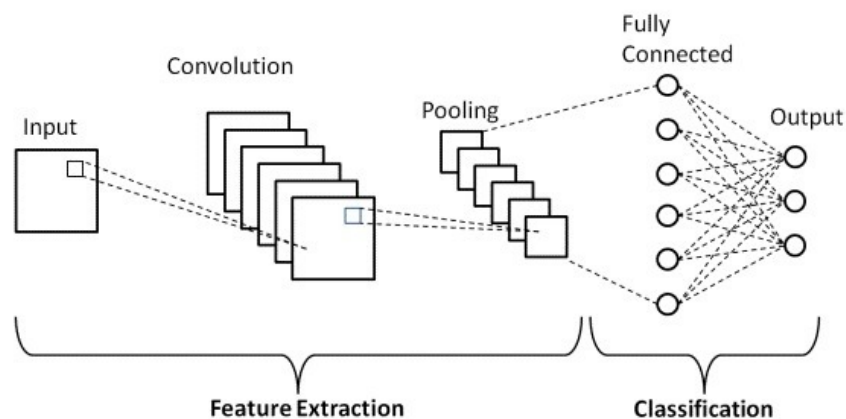 Input
Convolution
Pooling
Fully
Connected
Output
Feature Extraction
Classification